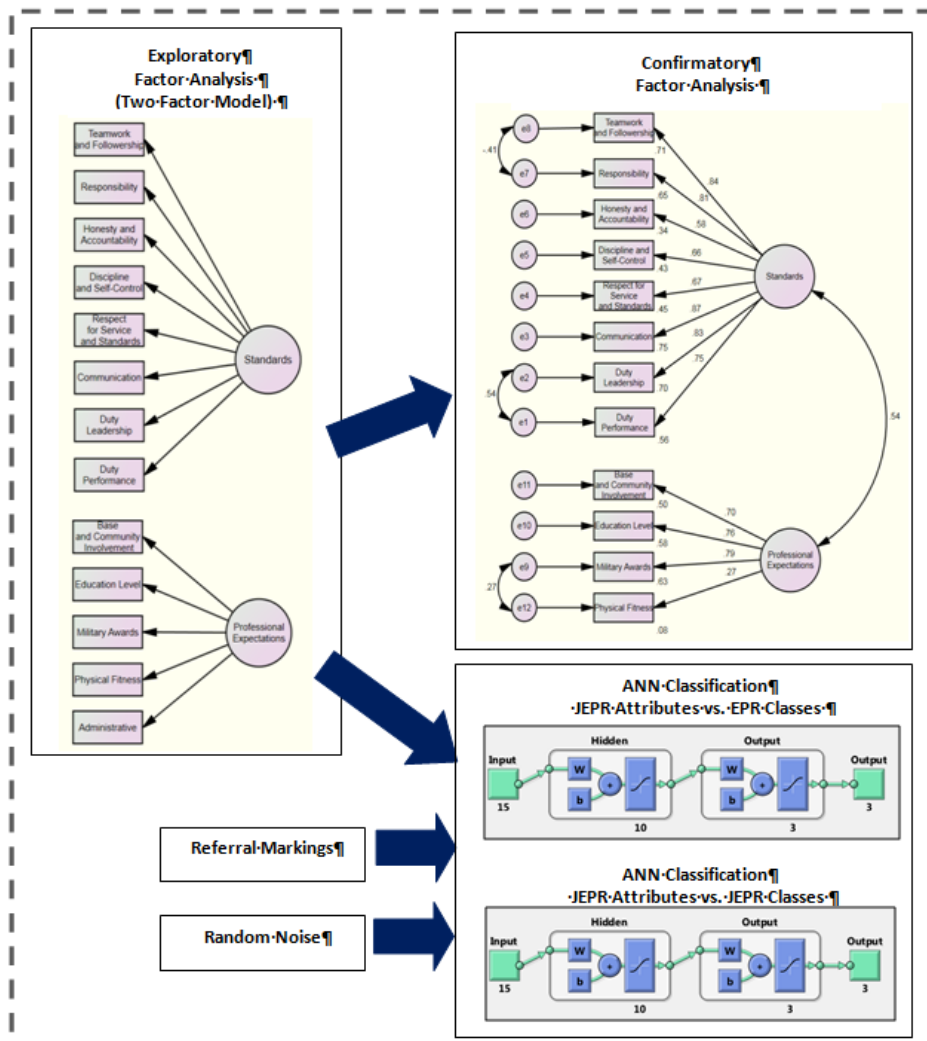 Exploratory¶
Factor·Analysis·¶
(Two·Factor·Model)·¶
Teamwork
and Followership
Responsibility
Honesty and
Accountability
Discipline
and Self-Control
Respect
for Service
and Standards
Communication
Duty
Leadership
Duty
Performance
Standards
Base
and Community
Involvement
Education Level
Military Awards
Physical Fitness
Administrative
Professional
Expectations
Confirmatory¶
Factor·Analysis·¶
e8
Teamwork
and Followership
.71
-.41
e7
Responsibility
.65
e6
Honesty and
Accountability
.34
e5
Discipline and
and Self-Control
.43
e4
Respect for
Service
and Standards
.45
e3
Communication
.75
e2
Duty
Leadership
.70
.54
e1
Duty
Performance
.56
.84
.81
.58
.66
.67
.87
.83
.75
Standards
.54
e11
Base
and Community
Involvement
.50
e10
Education Level
.58
e9
Military Awards
.63
.27
e12
Physical Fitness
.08
.70
.76
.79
.27
Professional
Expectations
ANN·Classification¶
·JEPR·Attributes·vs.·EPR·Classes·¶
Hidden
Output
Input
15
W
b
+
10
W
b
+
3
Output
3
Referral·Markings¶
Random·Noise¶
ANN·Classification¶
·JEPR·Attributes·vs.·JEPR·Classes·¶
Hidden
Output
Input
15
W
b
+
10
W
b
+
3
Output
3